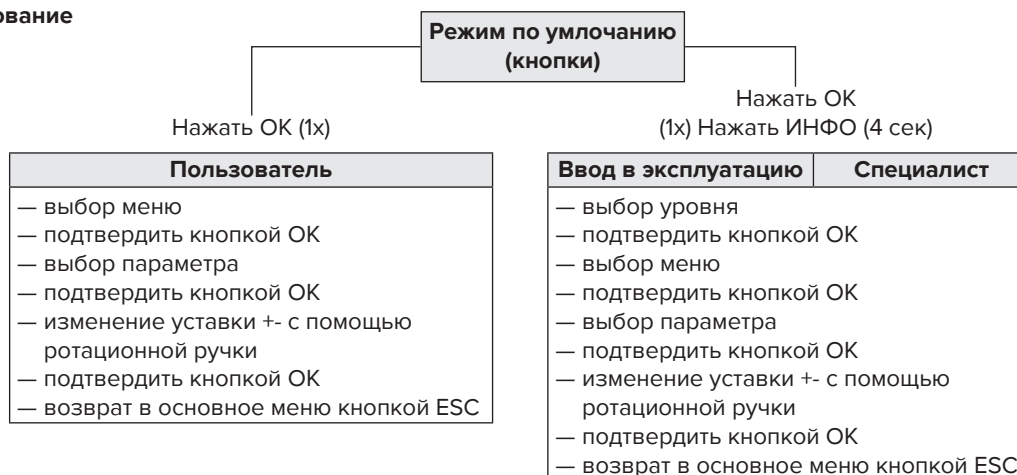 ование
Режим по умлочанию
(кнопки)
Нажать ОК (1x)
Нажать ОК
(1x) Нажать ИНФО (4 сек)
Пользователь
— выбор меню
— подтвердить кнопкой ОК
— выбор параметра
— подтвердить кнопкой ОК
— изменение уставки +- с помощью
ротационной ручки
— подтвердить кнопкой ОК
— возврат в основное меню кнопкой ESC
Ввод в эксплуатацию Специалист
— выбор уровня
— подтвердить кнопкой ОК
— выбор меню
— подтвердить кнопкой ОК
— выбор параметра
— подтвердить кнопкой ОК
— изменение уставки +- с помощью
ротационной ручки
— подтвердить кнопкой ОК
— возврат в основное меню кнопкой ESC